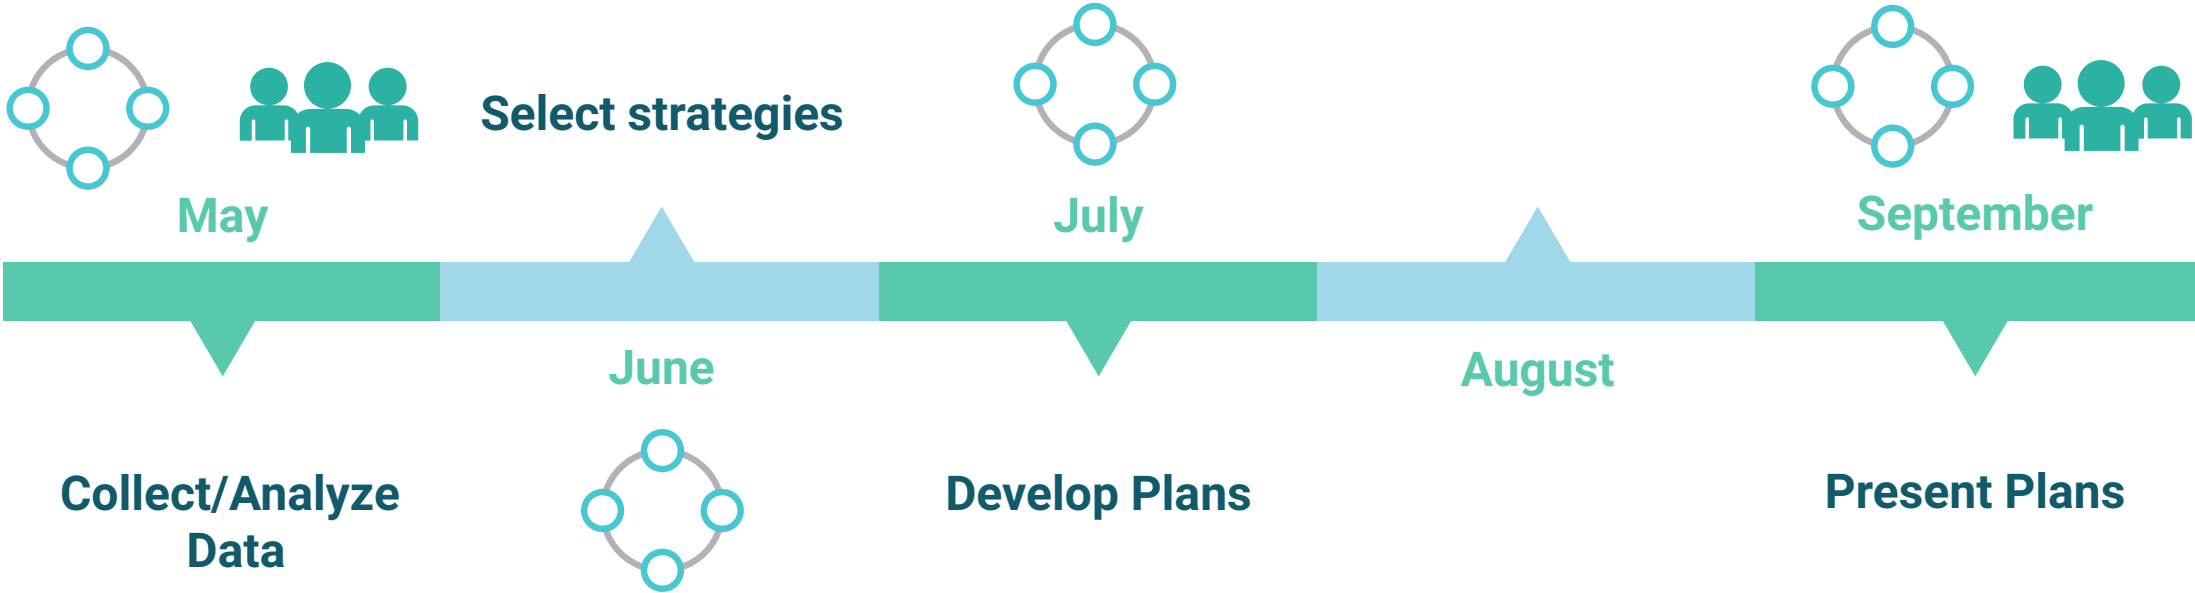 Select strategies
May
July
September
June
August
Collect/Analyze
Data
Develop Plans
Present Plans